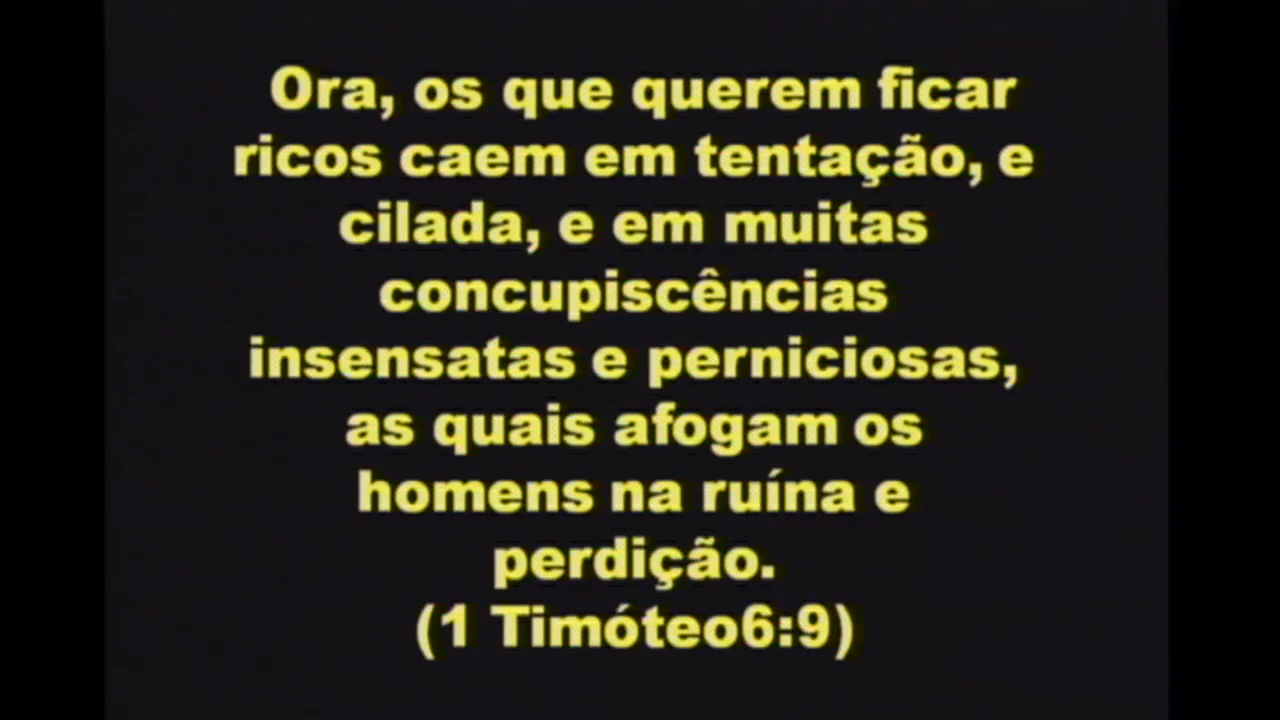 Ora, os que querem ficar
ricos caem em tentação, e
cilada, e em muitas
concupiscências
insensatas e perniciosas,
as quais afogam os
homens na ruína e
perdição.
(1 Timóteo6:9)